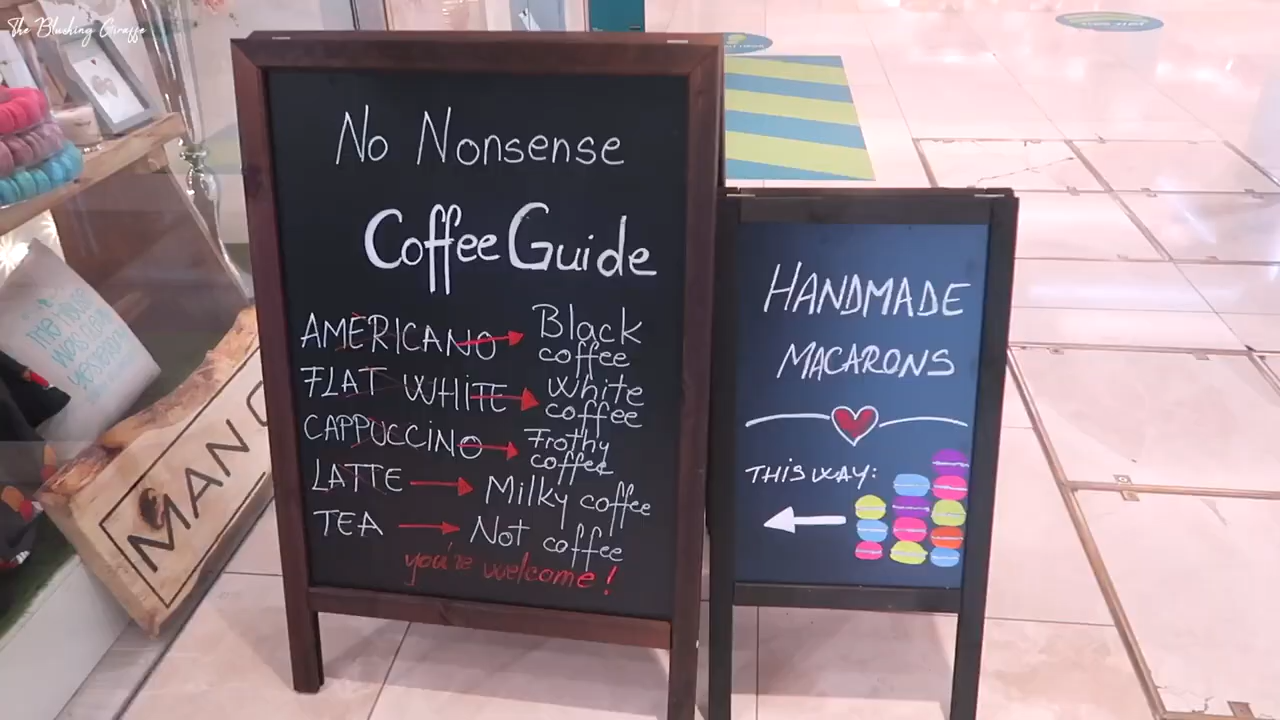 The Blushing Giraffe
No Nonsense
Coffee Guide
AMERICANO → Black coffee
FLAT WHITE → White coffee
CAPPUCCINO → Frothy coffee
LATTE → Milky coffee
TEA → Not coffee
you're welcome!
HANDMADE
MACARONS
THIS WAY:
MAN